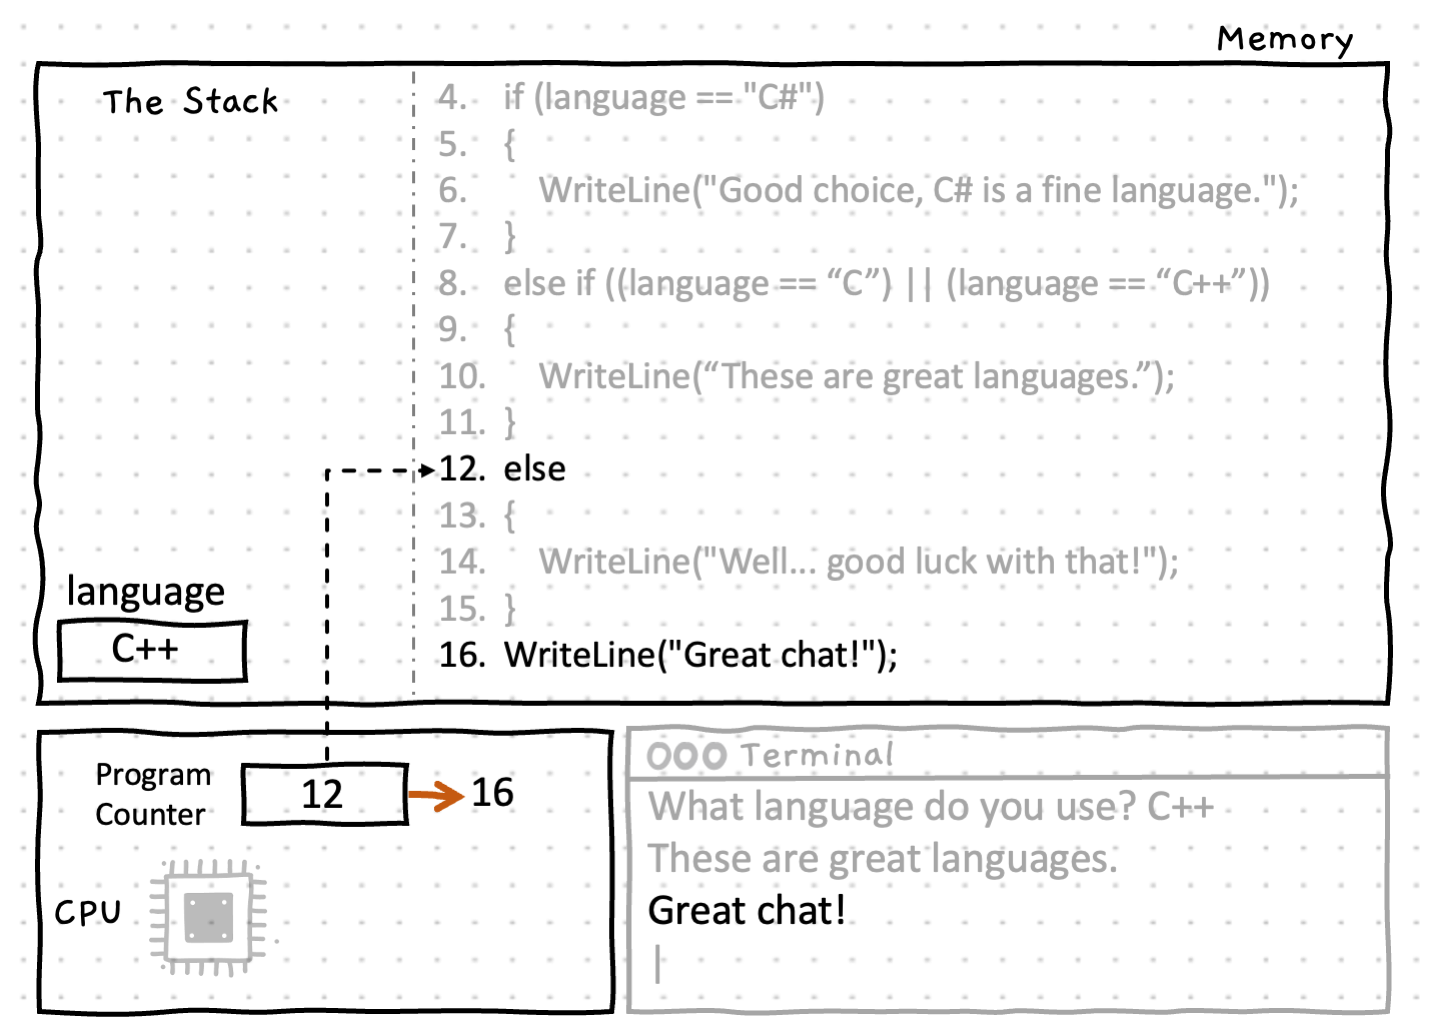 Memory
The Stack
4. if (language == "C#")
5. {
6. WriteLine("Good choice, C# is a fine language.");
7. }
8. else if ((language == “C”) || (language == “C++”))
9. {
10. WriteLine(“These are great languages.”);
11. }
12. else
13. {
14. WriteLine("Well... good luck with that!");
15. }
16. WriteLine("Great chat!");
language
C++
Program
Counter
12
16
CPU
Terminal
What language do you use? C++
These are great languages.
Great chat!